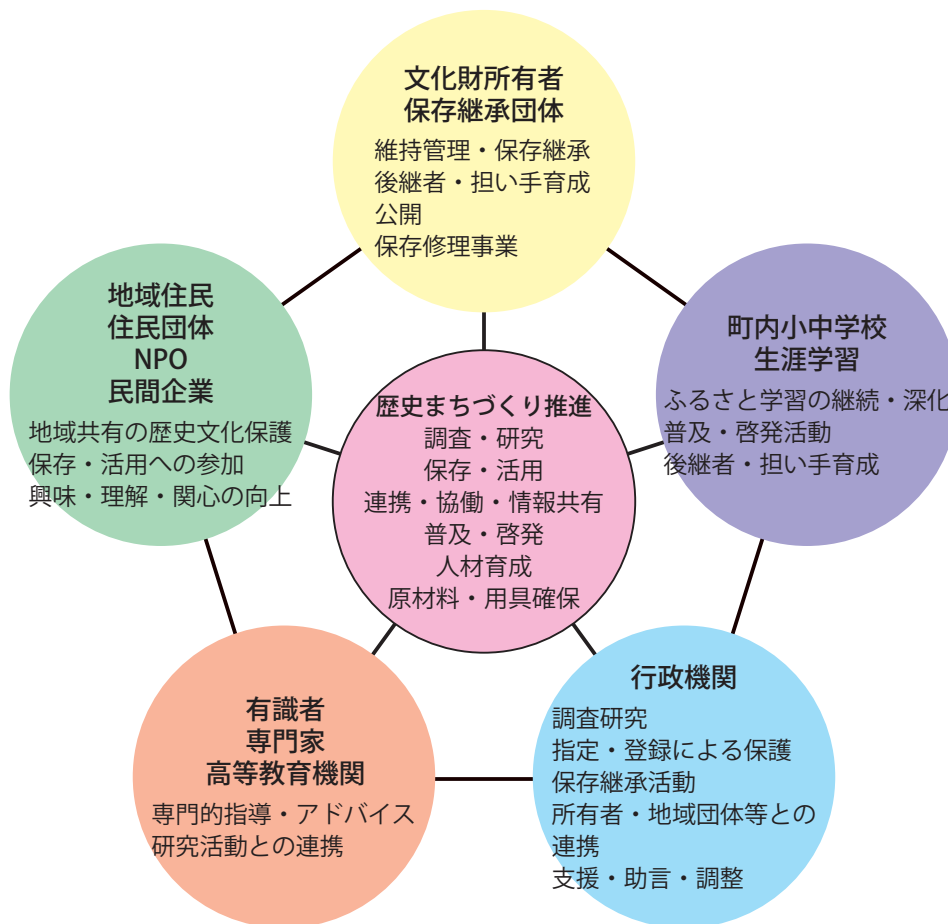 文化財所有者
保存継承団体
維持管理・保存継承
後継者・担い手育成
公開
保存修理事業
地域住民
住民団体
NPO
民間企業
地域共有の歴史文化保護
保存・活用への参加
興味・理解・関心の向上
町内小中学校
生涯学習
ふるさと学習の継続・深化
普及・啓発活動
後継者・担い手育成
歴史まちづくり推進
調査・研究
保存・活用
連携・協働・情報共有
普及・啓発
人材育成
原材料・用具確保
有識者
専門家
高等教育機関
専門的指導・アドバイス
研究活動との連携
行政機関
調査研究
指定・登録による保護
保存継承活動
所有者・地域団体等との
連携
支援・助言・調整